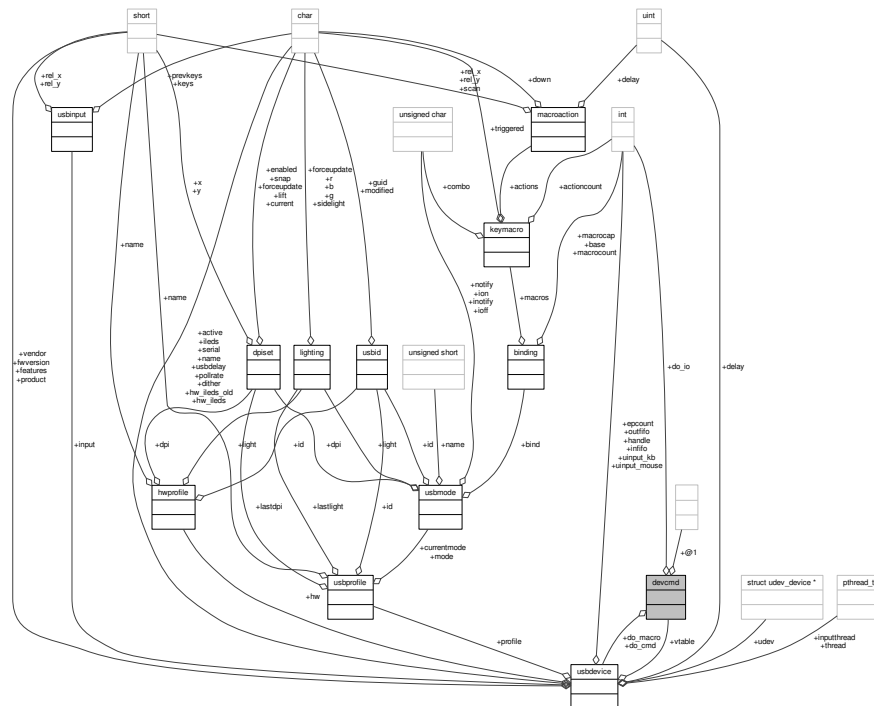 short
char
uint
+rel_x
+rel_y
+prevkeys
+keys
+rel_x
+rel_y
+scan
+down
+delay
usbinput
unsigned char
macroaction
int
+triggered
+enabled
+snap
+forceupdate
+lift
+current
+forceupdate
+r
+b
+g
+sidelight
+guid
+modified
+combo
+actions
+actioncount
+x
+y
keymacro
+name
+macrocap
+base
+macrocount
+notify
+ion
+inotify
+ioff
+name
+macros
+active
+ileds
+serial
+name
+usbdelay
+pollrate
+dither
+hw_ileds_old
+hw_ileds
dpiset
lighting
usbid
unsigned short
binding
+vendor
+fwversion
+features
+product
+do_io
+delay
+input
+dpi
+light
+id
+dpi
+light
+id
+name
+bind
+epcount
+outfifo
+handle
+infifo
+uinput_kb
+uinput_mouse
hwprofile
usbmode
+lastdpi
+lastlight
+id
+currentmode
+mode
+@1
usbprofile
devcmd
struct udev_device *
pthread_t
+hw
+profile
+do_macro
+do_cmd
+vtable
+udev
+inputthread
+thread
usbdevice